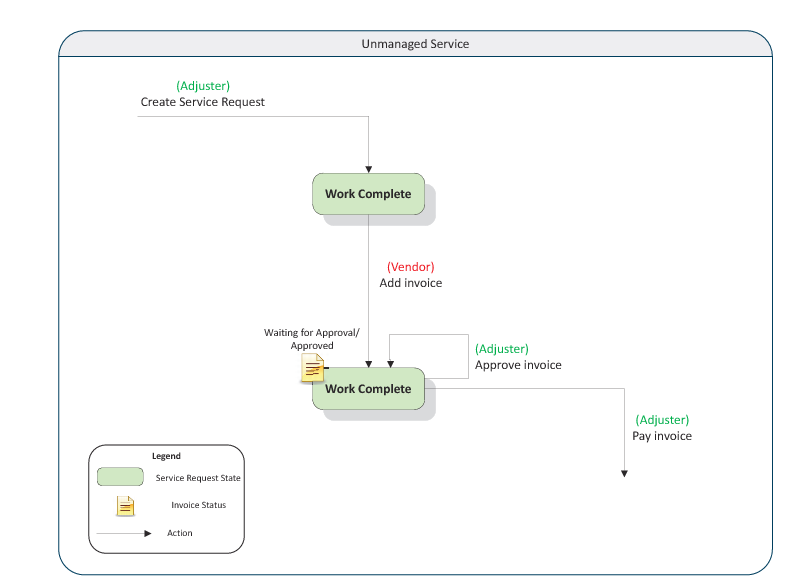 Unmanaged Service
(Adjuster)
Create Service Request
Work Complete
(Vendor)
Add invoice
Waiting for Approval/
Approved
(Adjuster)
Approve invoice
Work Complete
(Adjuster)
Pay invoice
Legend
Service Request State
Invoice Status
Action